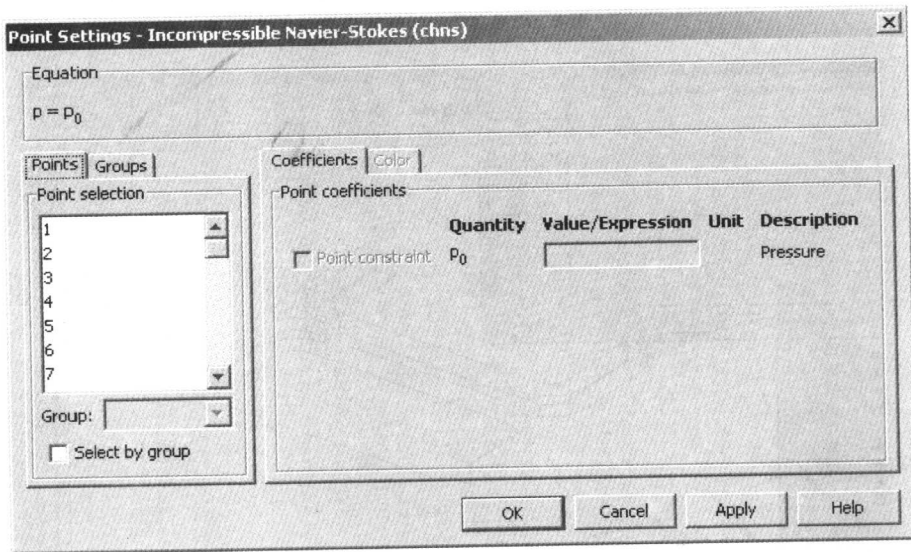 Point Settings - Incompressible Navier-Stokes (chns)
Equation
p = p₀
Points Groups
Coefficients Color
Point selection
1
2
3
4
5
6
7
Group:
Select by group
Point coefficients
Quantity Value/Expression Unit Description
Point constraint p₀ Pressure
OK Cancel Apply Help